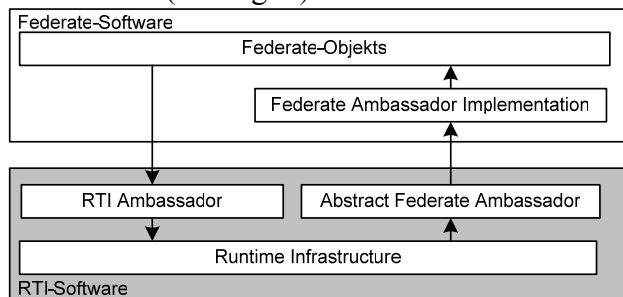 Federate-Software
Federate-Objekts
Federate Ambassador Implementation
RTI Ambassador
Abstract Federate Ambassador
Runtime Infrastructure
RTI-Software